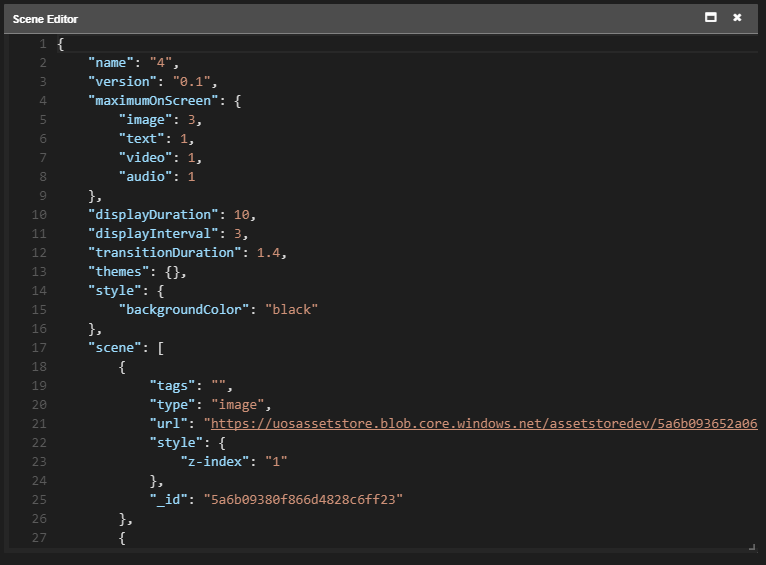 Scene Editor
1 {
2 "name": "4",
3 "version": "0.1",
4 "maximumOnScreen": {
5 "image": 3,
6 "text": 1,
7 "video": 1,
8 "audio": 1
9 },
10 "displayDuration": 10,
11 "displayInterval": 3,
12 "transitionDuration": 1.4,
13 "themes": {},
14 "style": {
15 "backgroundColor": "black"
16 },
17 "scene": [
18 {
19 "tags": "",
20 "type": "image",
21 "url": "https://uosassetstore.blob.core.windows.net/assetstoredev/5a6b093652a06
22 "style": {
23 "z-index": "1"
24 },
25 "_id": "5a6b09380f866d4828c6ff23"
26 },
27 {